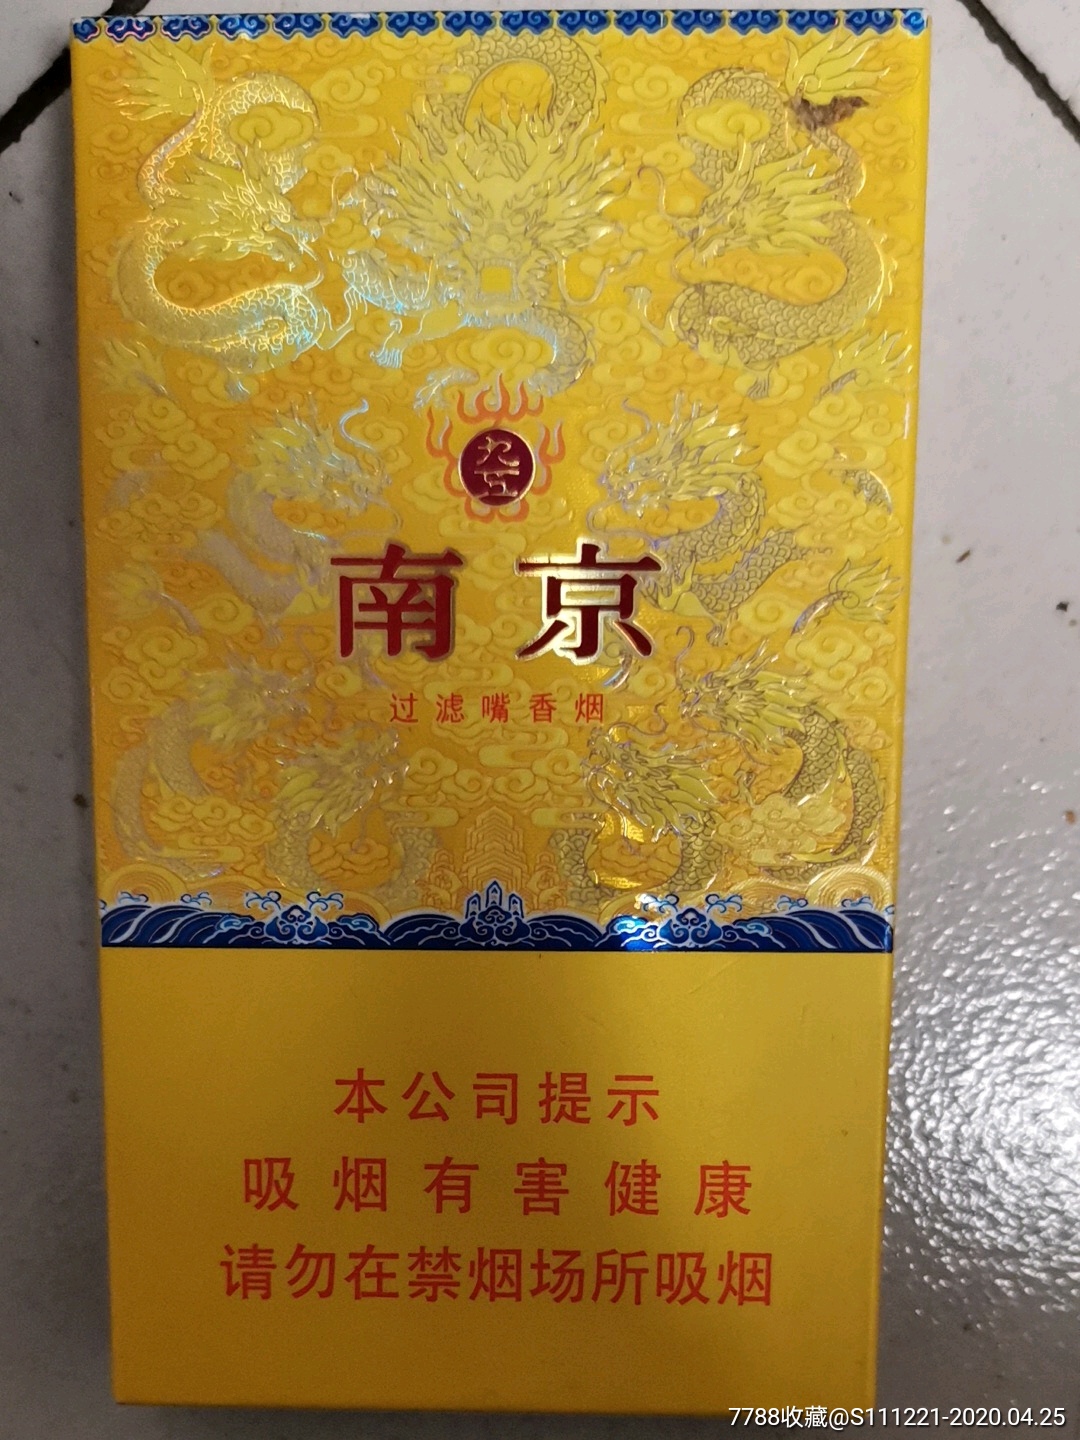 九五
南京
过滤嘴香烟
本公司提示
吸烟有害健康
请勿在禁烟场所吸烟
7788收藏@S111221-2020.04.25